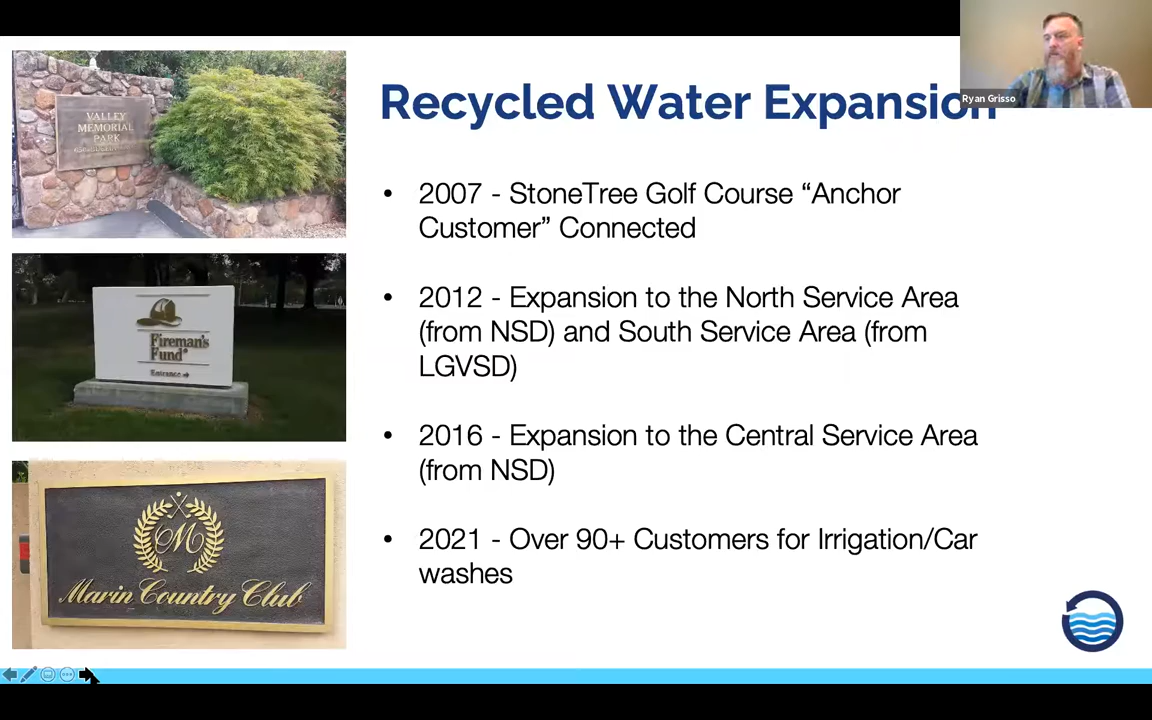 Recycled Water Expansion
Ryan Grisso
• 2007 - StoneTree Golf Course “Anchor
Customer” Connected
• 2012 - Expansion to the North Service Area
(from NSD) and South Service Area (from
LGVSD)
• 2016 - Expansion to the Central Service Area
(from NSD)
• 2021 - Over 90+ Customers for Irrigation/Car
washes
VALLEY
MEMORIAL
PARK
Fireman's
Fund®
Entrance →
M
Marin Country Club